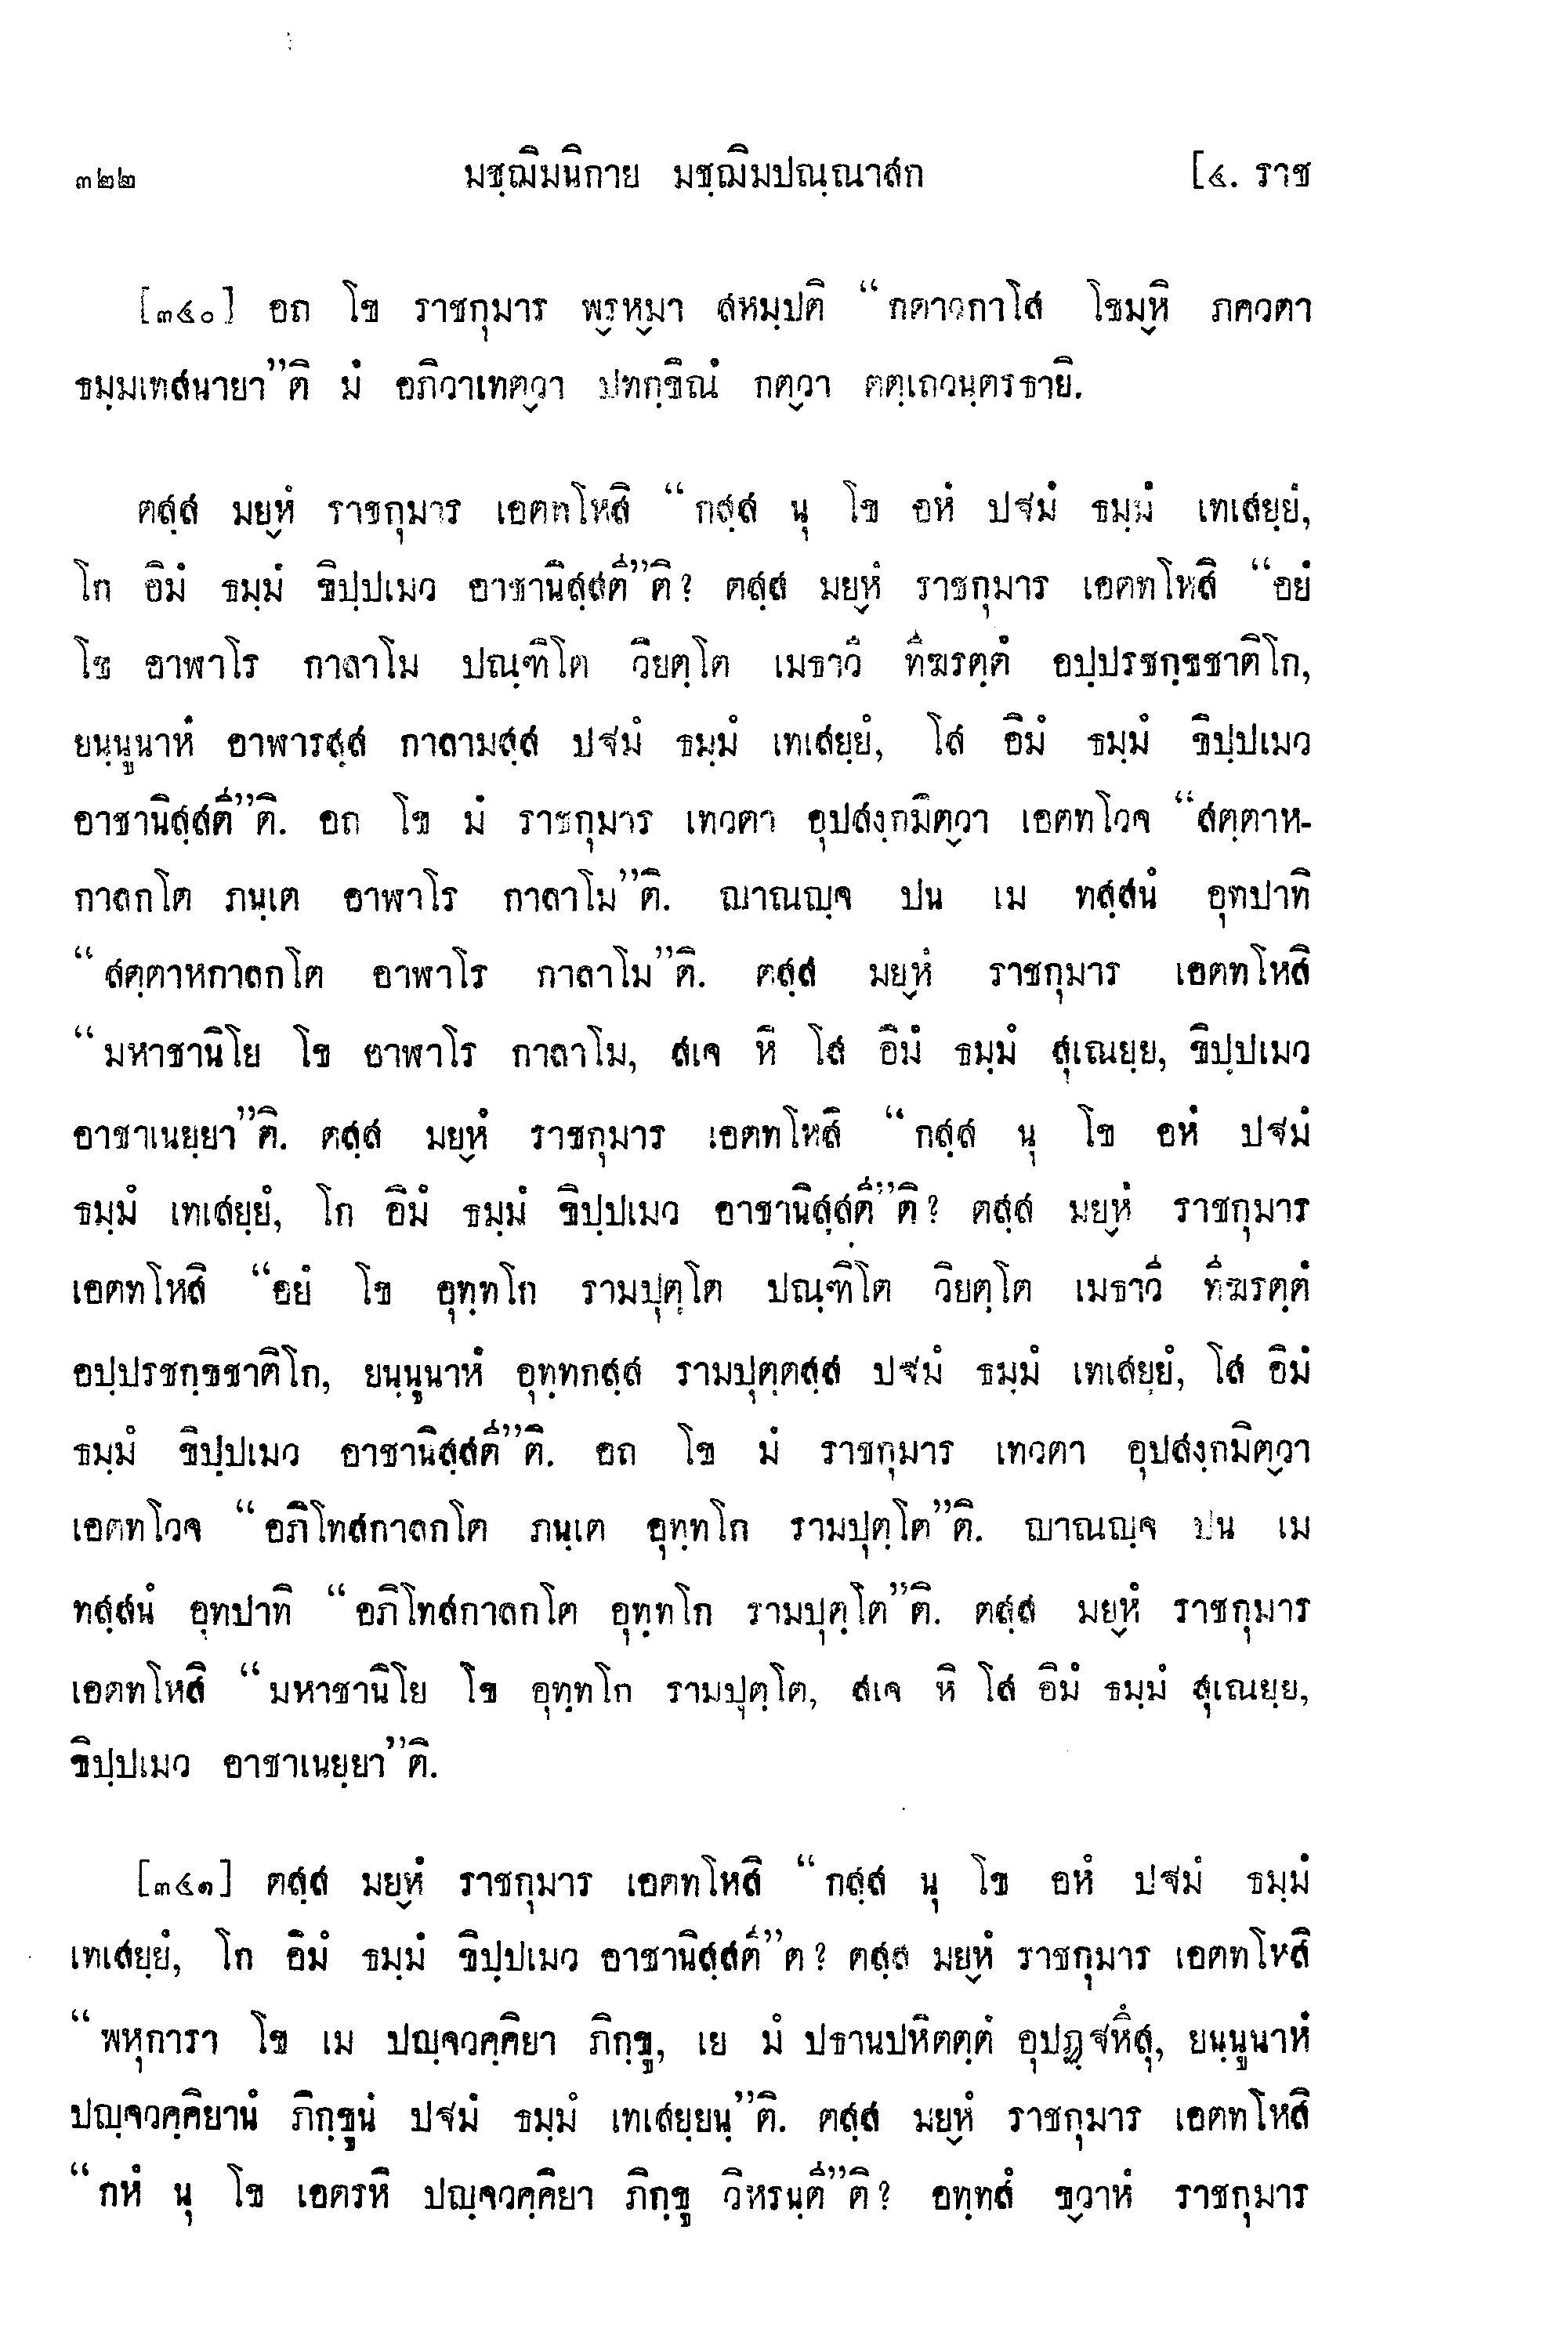 ๓๒๒ มชฺฌิมนิกาย มชฺฌิมปณฺณาสก [๔. ราช
[๓๔๐] อถ โข ราชกุมาร พฺรหฺมา สหมฺปติ “กตาวกาโส โขมฺหิ ภควตา
ธมฺมเทสนายา”ติ มํ อภิวาเทตฺวา ปทกฺขิณํ กตฺวา ตตฺเถวนฺตรธายิ.
ตสฺส มยฺหํ ราชกุมาร เอตทโหสิ “กสฺส นุ โข อหํ ปฐมํ ธมฺมํ เทเสยฺยํ,
โก อิมํ ธมฺมํ ขิปฺปเมว อาชานิสฺสตี”ติ? ตสฺส มยฺหํ ราชกุมาร เอตทโหสิ “อยํ
โข อาฬาโร กาลาโม ปณฺฑิโต วิยตฺโต เมธาวี ทีฆรตฺตํ อปฺปรชกฺขชาติโก,
ยนฺนูนาหํ อาฬารสฺส กาลามสฺส ปฐมํ ธมฺมํ เทเสยฺยํ, โส อิมํ ธมฺมํ ขิปฺปเมว
อาชานิสฺสตี”ติ. อถ โข มํ ราชกุมาร เทวตา อุปสงฺกมิตฺวา เอตทโวจ “สตฺตาห-
กาลกโต ภนฺเต อาฬาโร กาลาโม”ติ. ญาณญฺจ ปน เม ทสฺสนํ อุทปาทิ
“สตฺตาหกาลกโต อาฬาโร กาลาโม”ติ. ตสฺส มยฺหํ ราชกุมาร เอตทโหสิ
“มหาชานิโย โข อาฬาโร กาลาโม, สเจ หิ โส อิมํ ธมฺมํ สุเณยฺย, ขิปฺปเมว
อาชาเนยฺยา”ติ. ตสฺส มยฺหํ ราชกุมาร เอตทโหสิ “กสฺส นุ โข อหํ ปฐมํ
ธมฺมํ เทเสยฺยํ, โก อิมํ ธมฺมํ ขิปฺปเมว อาชานิสฺสตี”ติ? ตสฺส มยฺหํ ราชกุมาร
เอตทโหสิ “อยํ โข อุทฺทโก รามปุตฺโต ปณฺฑิโต วิยตฺโต เมธาวี ทีฆรตฺตํ
อปฺปรชกฺขชาติโก, ยนฺนูนาหํ อุทฺทกสฺส รามปุตฺตสฺส ปฐมํ ธมฺมํ เทเสยฺยํ, โส อิมํ
ธมฺมํ ขิปฺปเมว อาชานิสฺสตี”ติ. อถ โข มํ ราชกุมาร เทวตา อุปสงฺกมิตฺวา
เอตทโวจ “อภิโทสกาลกโต ภนฺเต อุทฺทโก รามปุตฺโต”ติ. ญาณญฺจ ปน เม
ทสฺสนํ อุทปาทิ “อภิโทสกาลกโต อุทฺทโก รามปุตฺโต”ติ. ตสฺส มยฺหํ ราชกุมาร
เอตทโหสิ “มหาชานิโย โข อุทฺทโก รามปุตฺโต, สเจ หิ โส อิมํ ธมฺมํ สุเณยฺย,
ขิปฺปเมว อาชาเนยฺยา”ติ.
[๓๔๑] ตสฺส มยฺหํ ราชกุมาร เอตทโหสิ “กสฺส นุ โข อหํ ปฐมํ ธมฺมํ
เทเสยฺยํ, โก อิมํ ธมฺมํ ขิปฺปเมว อาชานิสฺสตี”ต? ตสฺส มยฺหํ ราชกุมาร เอตทโหสิ
“พหุการา โข เม ปญฺจวคฺคิยา ภิกฺขู, เย มํ ปธานปหิตตฺตํ อุปฏฺฐหึสุ, ยนฺนูนาหํ
ปญฺจวคฺคิยานํ ภิกฺขูนํ ปฐมํ ธมฺมํ เทเสยฺยนฺ”ติ. ตสฺส มยฺหํ ราชกุมาร เอตทโหสิ
“กหํ นุ โข เอตรหิ ปญฺจวคฺคิยา ภิกฺขู วิหรนฺตี”ติ? อทฺทสํ ขฺวาหํ ราชกุมาร